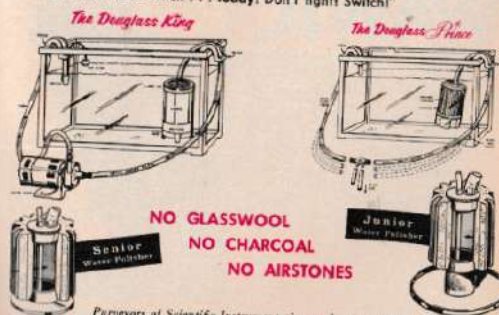 Don't fight: Switch!"
The Douglass King
The Douglass Prince
NO GLASSWOOL
NO CHARCOAL
NO AIRSTONES
Senior
Water Polisher
Junior
Water Polisher
Purveyors of Scientific